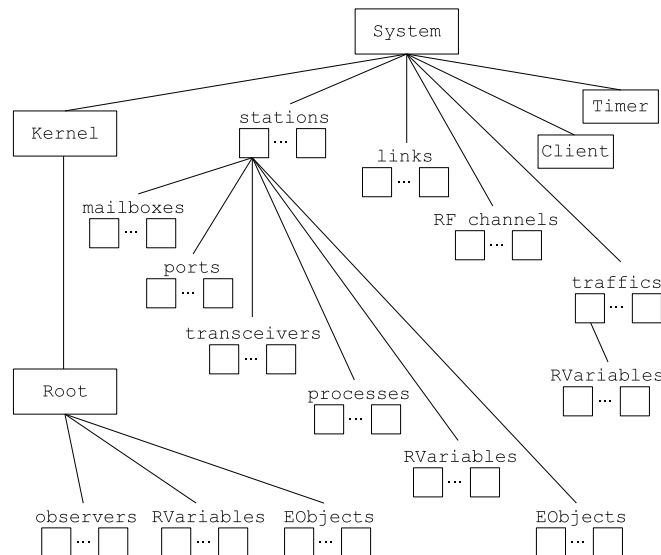 System
Timer
Kernel
stations
...
Client
links
...
mailboxes
...
RF channels
...
ports
...
traffics
...
transceivers
...
RVariables
...
Root
processes
...
RVariables
...
observers
...
RVariables
...
EObjects
...
EObjects
...